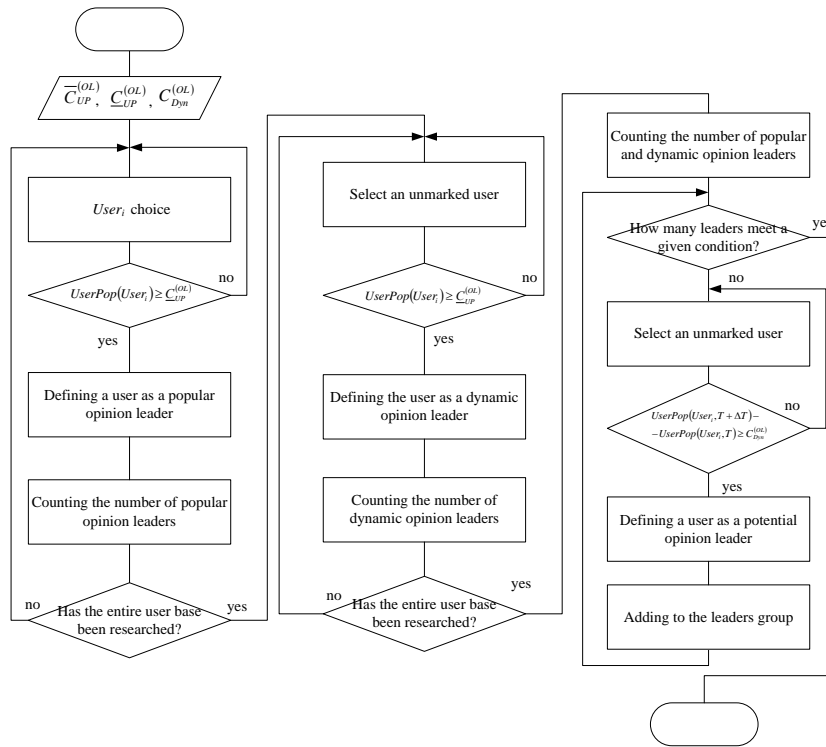 C̅_UP^(OL), C̲_UP^(OL), C_Dyn^(OL)
User_i choice
no
UserPop(User_i) ≥ C̲_UP^(OL)
yes
Defining a user as a popular
opinion leader
Counting the number of popular
opinion leaders
no
Has the entire user base
been researched?
yes
Select an unmarked user
no
UserPop(User_i) ≥ C̲_UP^(OL)
yes
Defining the user as a dynamic
opinion leader
Counting the number of
dynamic opinion leaders
yes
no
Has the entire user base
been researched?
Counting the number of popular
and dynamic opinion leaders
How many leaders meet a
given condition?
ye
no
Select an unmarked user
UserPop(User_i, T + ΔT) −
− UserPop(User_i, T) ≥ C_Dyn^(OL)
no
yes
Defining a user as a potential
opinion leader
Adding to the leaders group